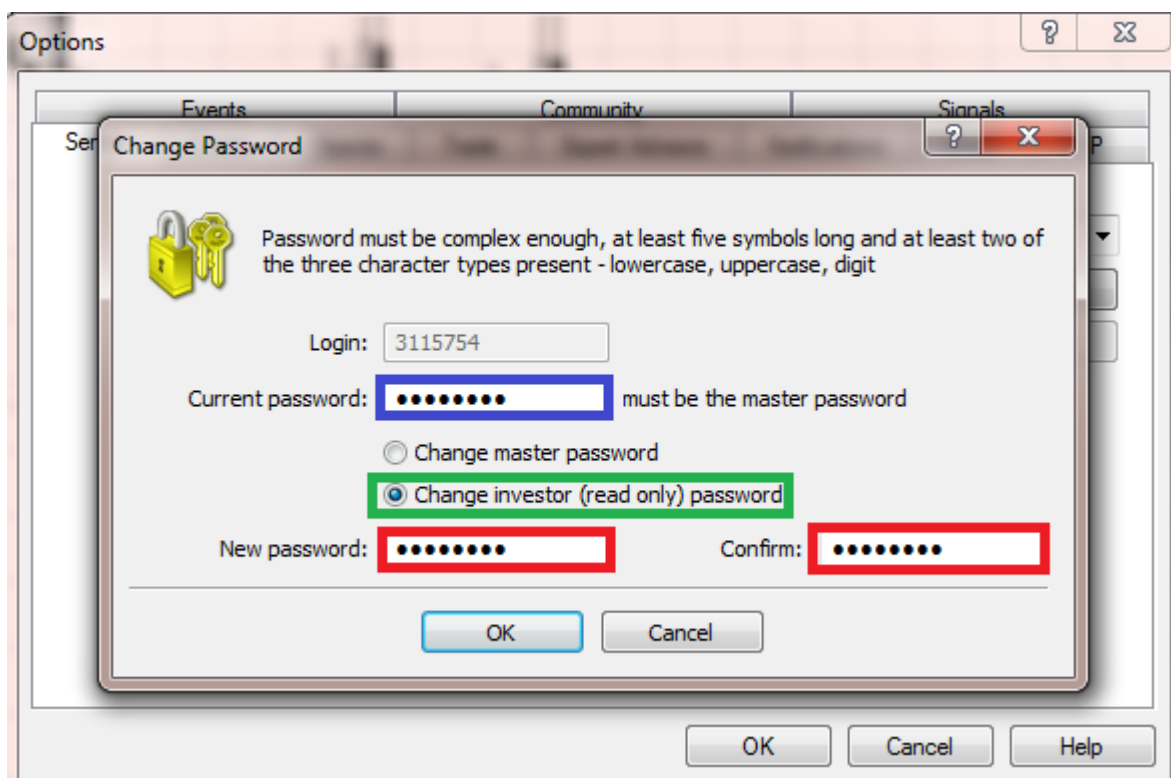 Options
Events Community Signals
Ser P
Change Password
Password must be complex enough, at least five symbols long and at least two of
the three character types present - lowercase, uppercase, digit
Login: 3115754
Current password: ●●●●●●●● must be the master password
Change master password
Change investor (read only) password
New password: ●●●●●●●● Confirm: ●●●●●●●●
OK Cancel
OK Cancel Help